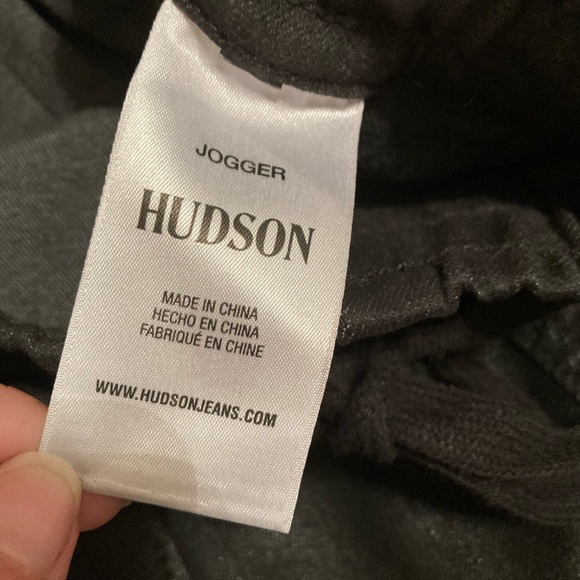 JOGGER
HUDSON
MADE IN CHINA
HECHO EN CHINA
FABRIQUÉ EN CHINE
WWW.HUDSONJEANS.COM